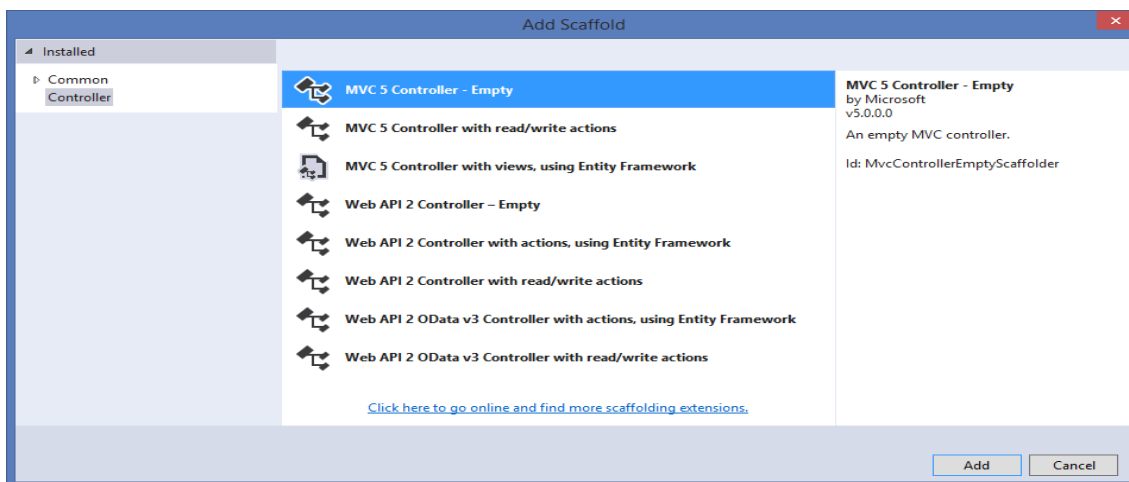 Add Scaffold
Installed
Common
Controller
MVC 5 Controller - Empty
MVC 5 Controller with read/write actions
MVC 5 Controller with views, using Entity Framework
Web API 2 Controller – Empty
Web API 2 Controller with actions, using Entity Framework
Web API 2 Controller with read/write actions
Web API 2 OData v3 Controller with actions, using Entity Framework
Web API 2 OData v3 Controller with read/write actions
Click here to go online and find more scaffolding extensions.
MVC 5 Controller - Empty
by Microsoft
v5.0.0.0
An empty MVC controller.
Id: MvcControllerEmptyScaffolder
Add
Cancel